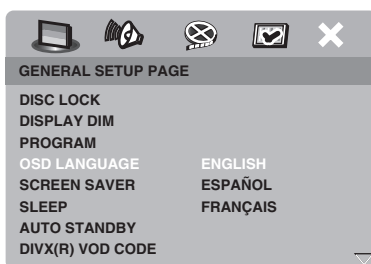 GENERAL SETUP PAGE
DISC LOCK
DISPLAY DIM
PROGRAM
OSD LANGUAGE ENGLISH
SCREEN SAVER ESPAÑOL
SLEEP FRANÇAIS
AUTO STANDBY
DIVX(R) VOD CODE